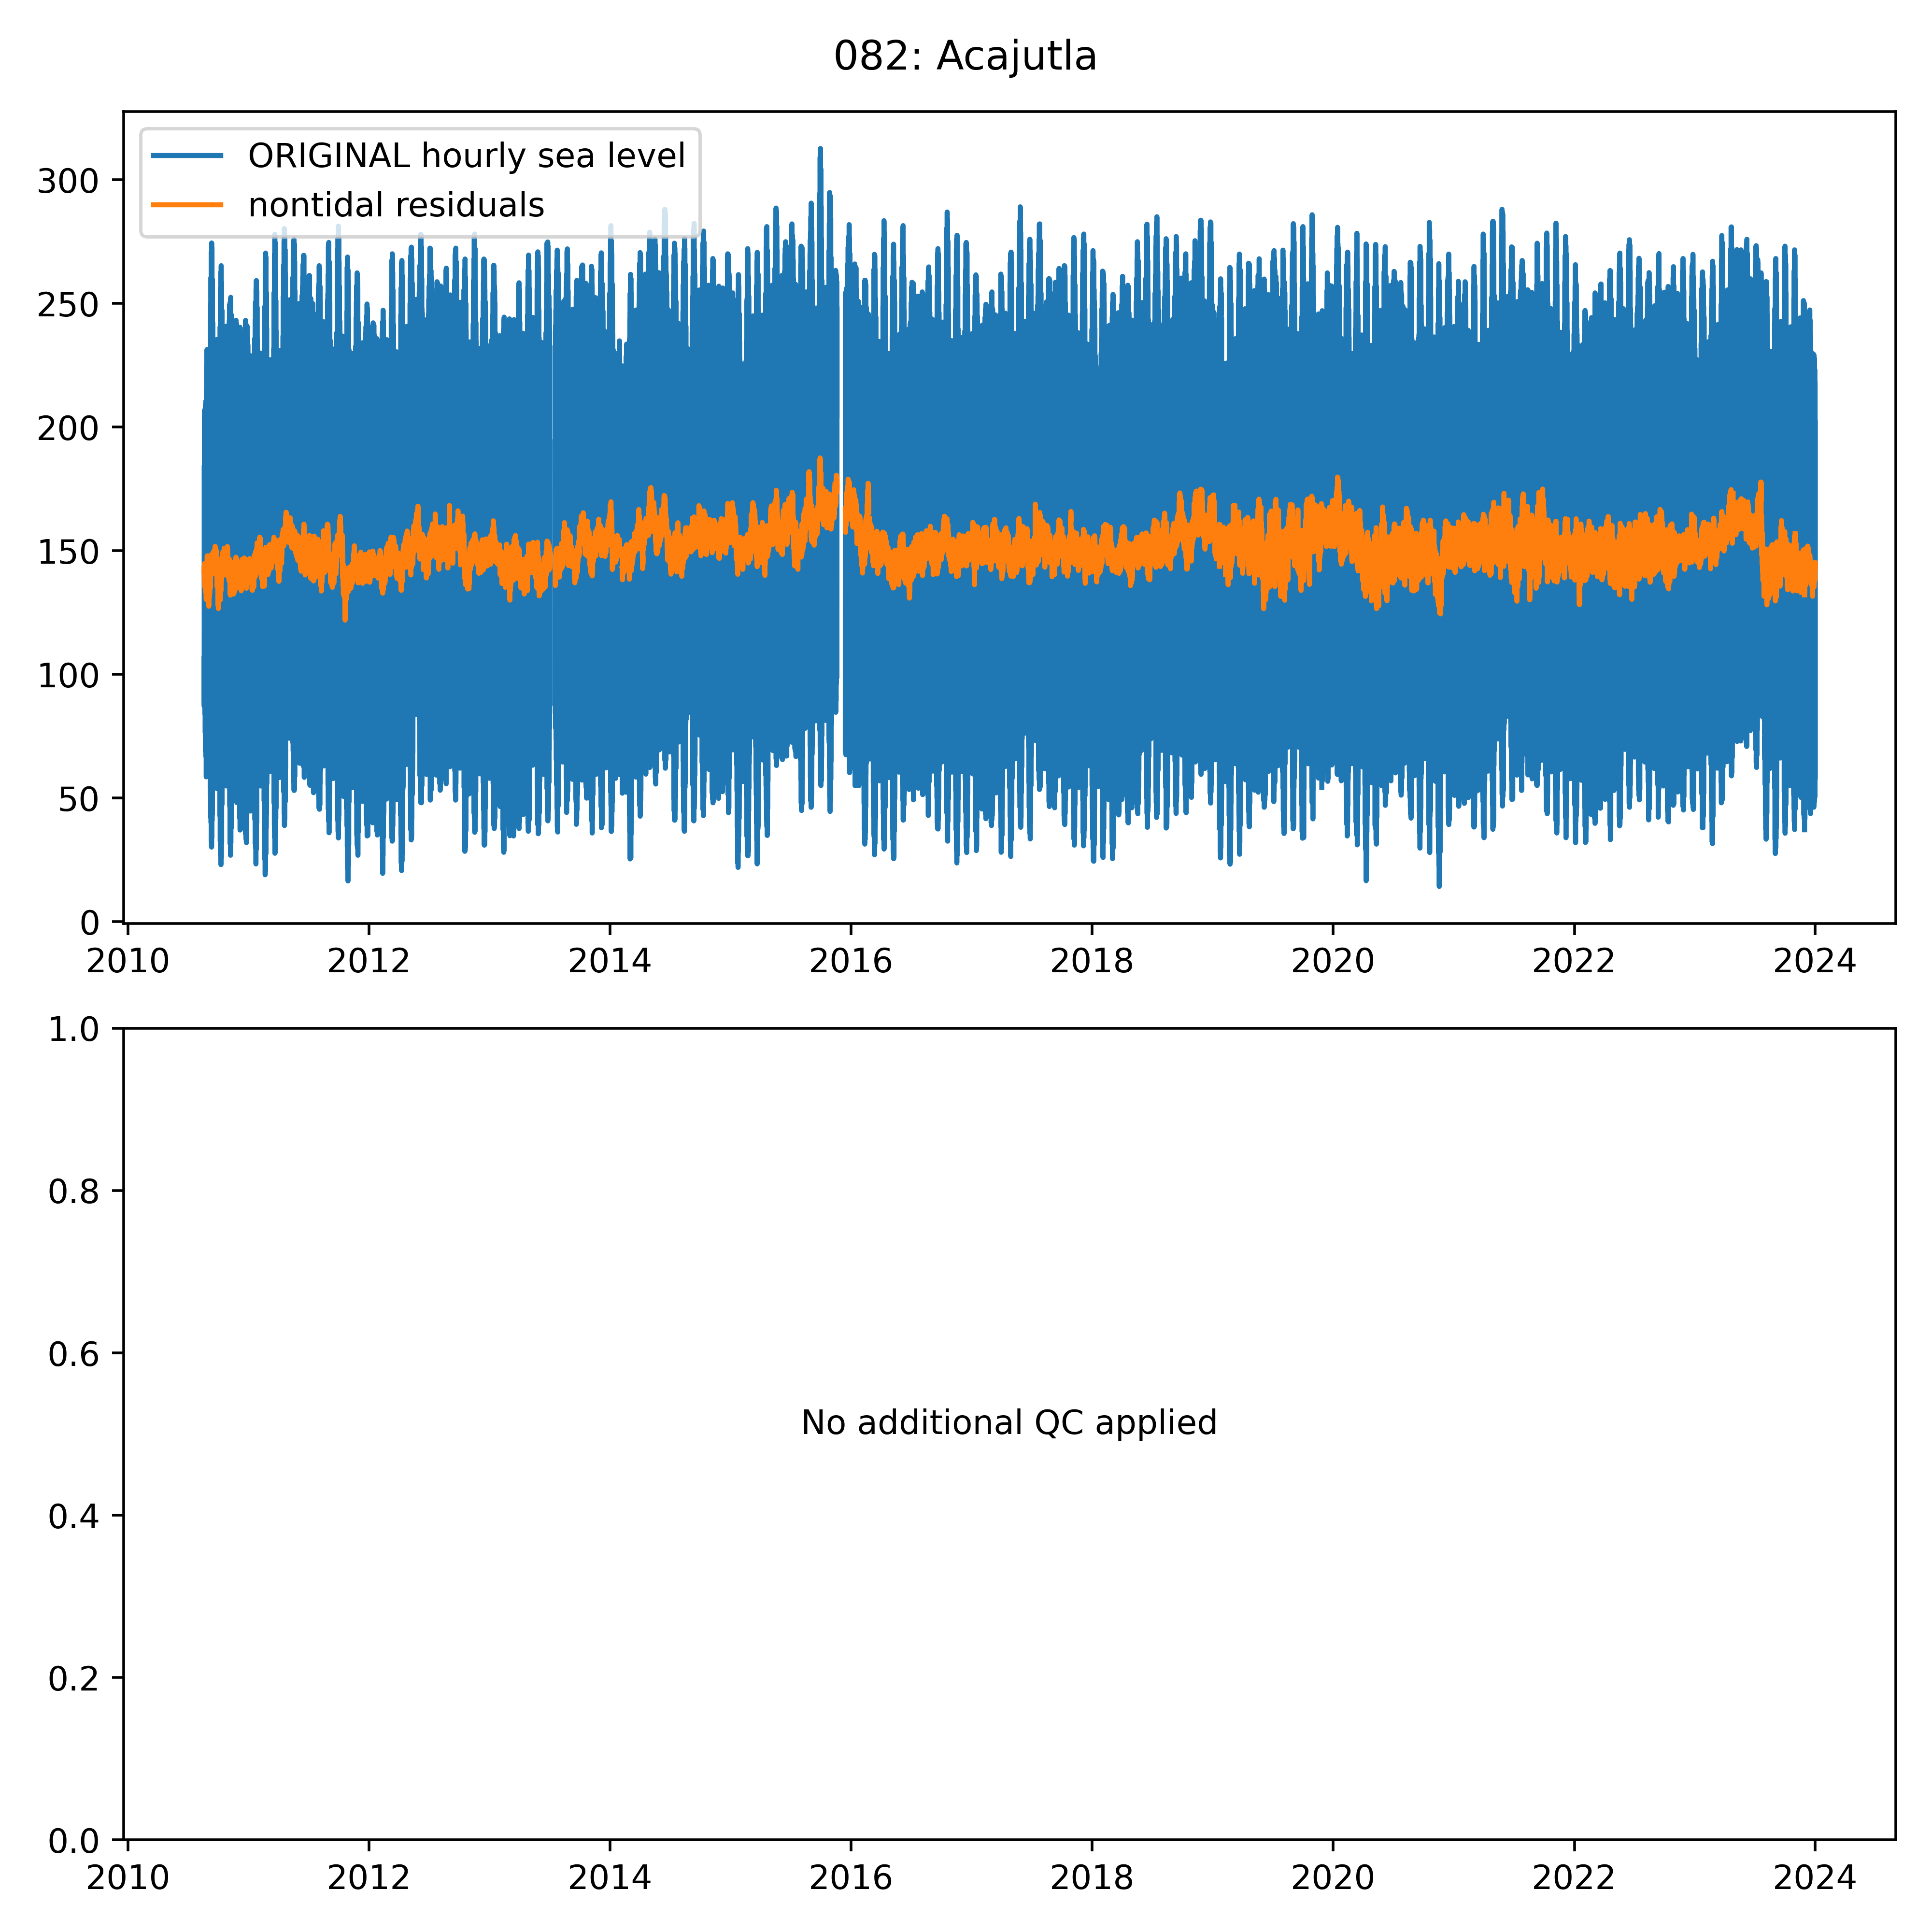 082: Acajutla
ORIGINAL hourly sea level
nontidal residuals
300
250
200
150
100
50
0
2010 2012 2014 2016 2018 2020 2022 2024
1.0
0.8
0.6
No additional QC applied
0.4
0.2
0.0
2010 2012 2014 2016 2018 2020 2022 2024